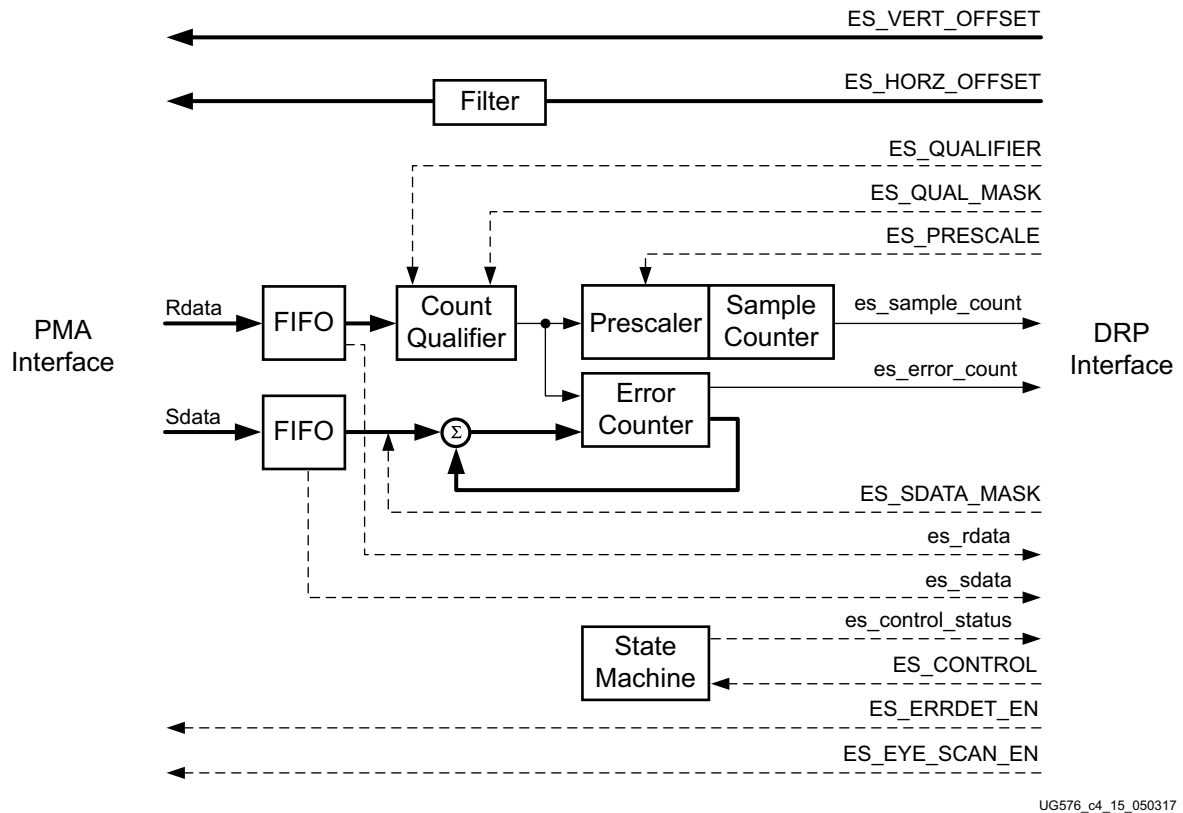 ES_VERT_OFFSET
ES_HORZ_OFFSET
Filter
ES_QUALIFIER
ES_QUAL_MASK
ES_PRESCALE
PMA
Interface
Rdata
FIFO
Count
Qualifier
Prescaler
Sample
Counter
es_sample_count
DRP
Interface
es_error_count
Error
Counter
Sdata
FIFO
Σ
ES_SDATA_MASK
es_rdata
es_sdata
es_control_status
State
Machine
ES_CONTROL
ES_ERRDET_EN
ES_EYE_SCAN_EN
UG576_c4_15_050317